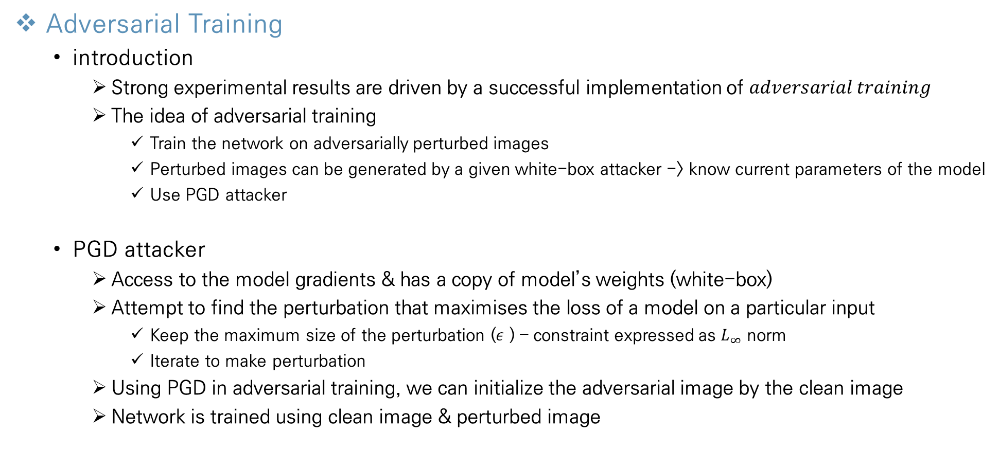 ❖ Adversarial Training
• introduction
➢ Strong experimental results are driven by a successful implementation of adversarial training
➢ The idea of adversarial training
✓ Train the network on adversarially perturbed images
✓ Perturbed images can be generated by a given white-box attacker -> know current parameters of the model
✓ Use PGD attacker
• PGD attacker
➢ Access to the model gradients & has a copy of model's weights (white-box)
➢ Attempt to find the perturbation that maximises the loss of a model on a particular input
✓ Keep the maximum size of the perturbation (ϵ ) - constraint expressed as L∞ norm
✓ Iterate to make perturbation
➢ Using PGD in adversarial training, we can initialize the adversarial image by the clean image
➢ Network is trained using clean image & perturbed image